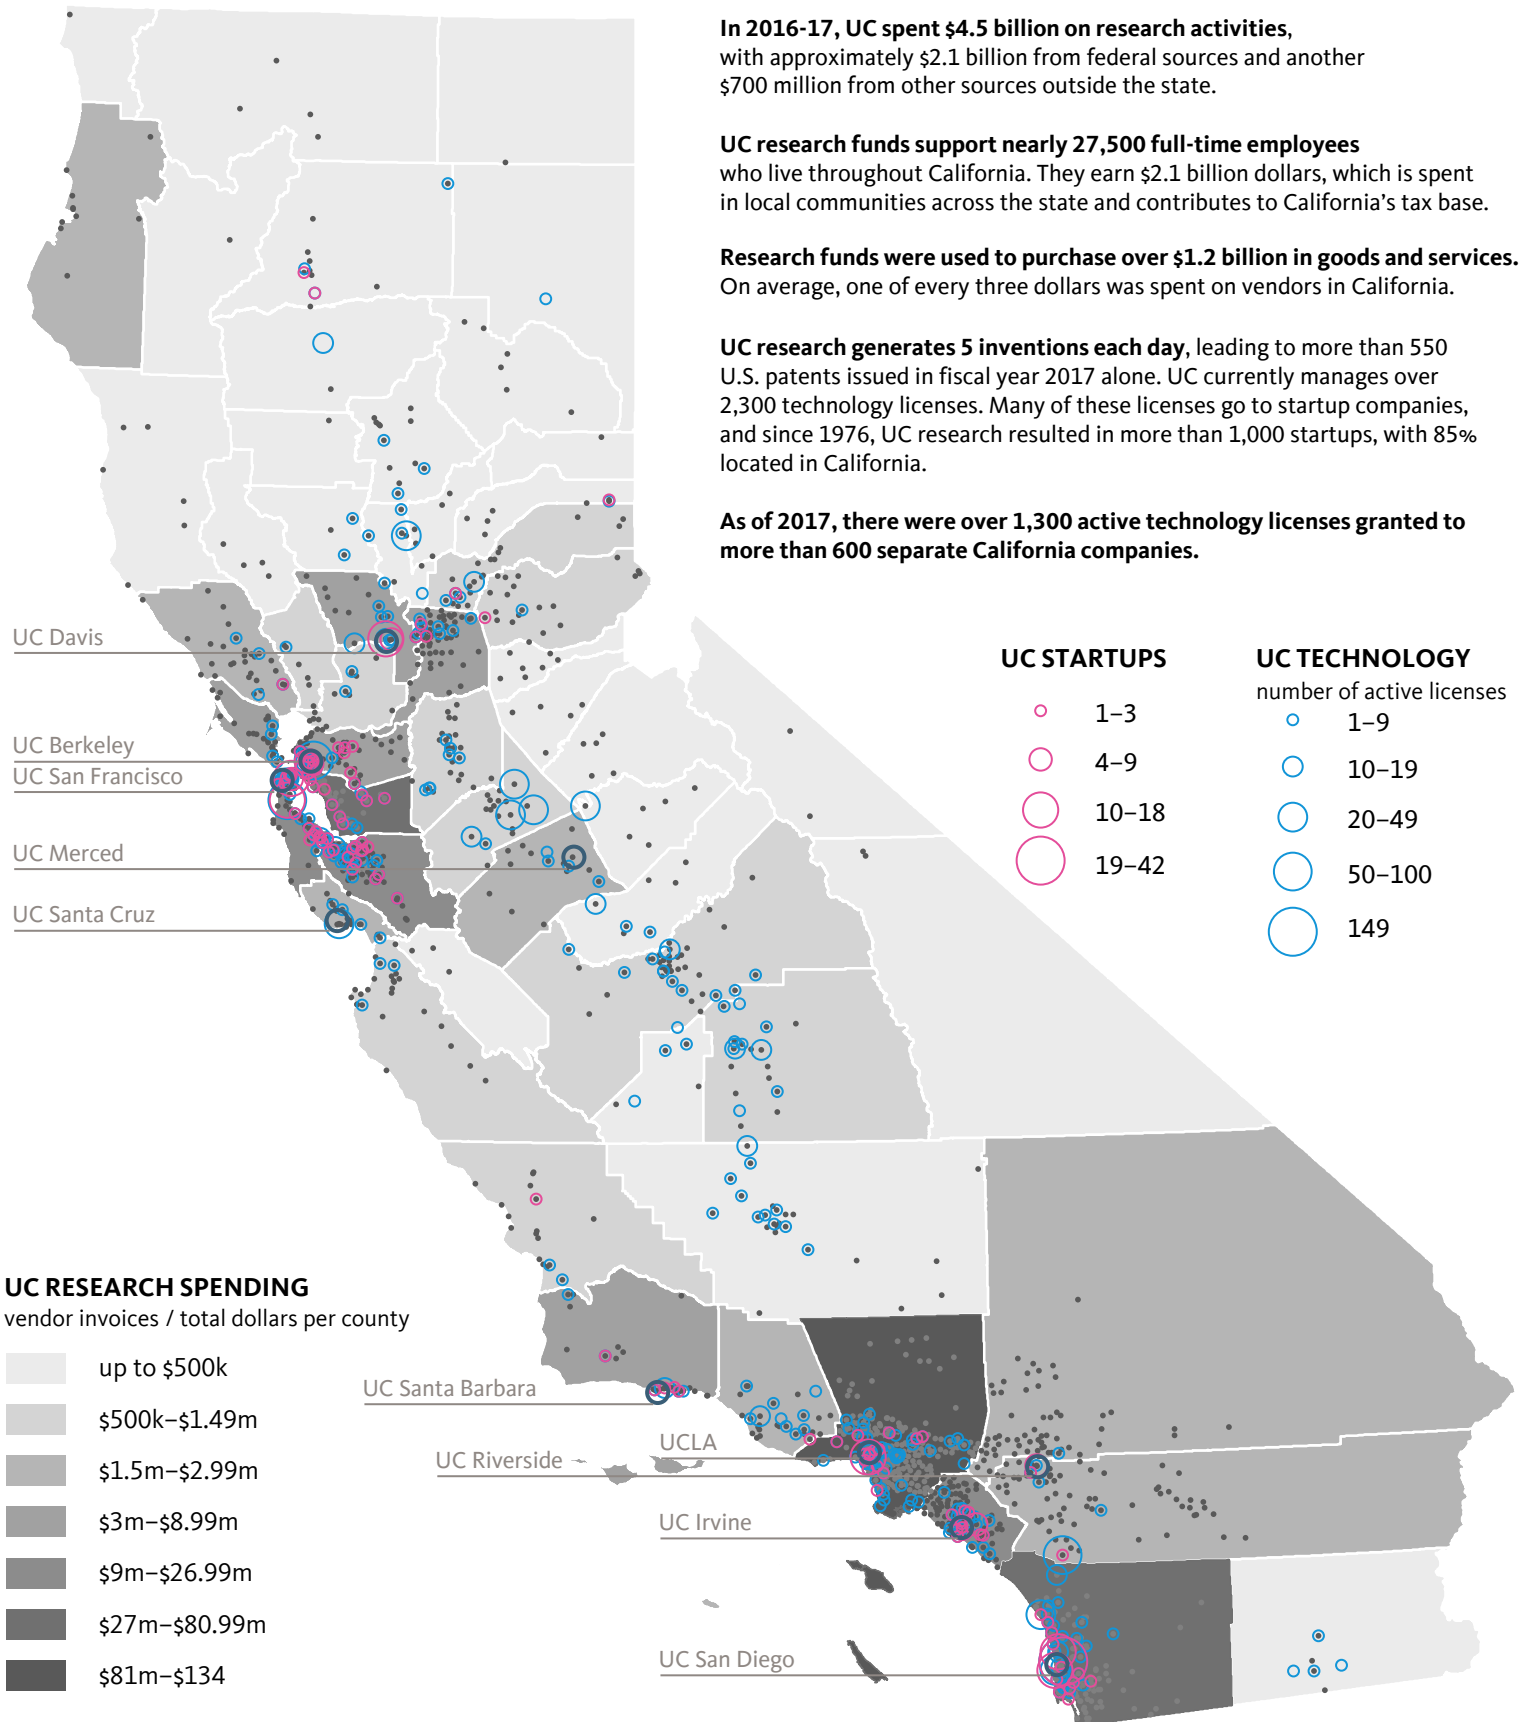 In 2016-17, UC spent $4.5 billion on research activities,
with approximately $2.1 billion from federal sources and another
$700 million from other sources outside the state.
UC research funds support nearly 27,500 full-time employees
who live throughout California. They earn $2.1 billion dollars, which is spent
in local communities across the state and contributes to California's tax base.
Research funds were used to purchase over $1.2 billion in goods and services.
On average, one of every three dollars was spent on vendors in California.
UC research generates 5 inventions each day, leading to more than 550
U.S. patents issued in fiscal year 2017 alone. UC currently manages over
2,300 technology licenses. Many of these licenses go to startup companies,
and since 1976, UC research resulted in more than 1,000 startups, with 85%
located in California.
As of 2017, there were over 1,300 active technology licenses granted to
more than 600 separate California companies.
UC Davis
UC Berkeley
UC San Francisco
UC Merced
UC Santa Cruz
UC STARTUPS
1–3
4–9
10–18
19–42
UC TECHNOLOGY
number of active licenses
1–9
10–19
20–49
50–100
149
UC RESEARCH SPENDING
vendor invoices / total dollars per county
up to $500k
$500k–$1.49m
$1.5m–$2.99m
$3m–$8.99m
$9m–$26.99m
$27m–$80.99m
$81m–$134
UC Santa Barbara
UCLA
UC Riverside
UC Irvine
UC San Diego